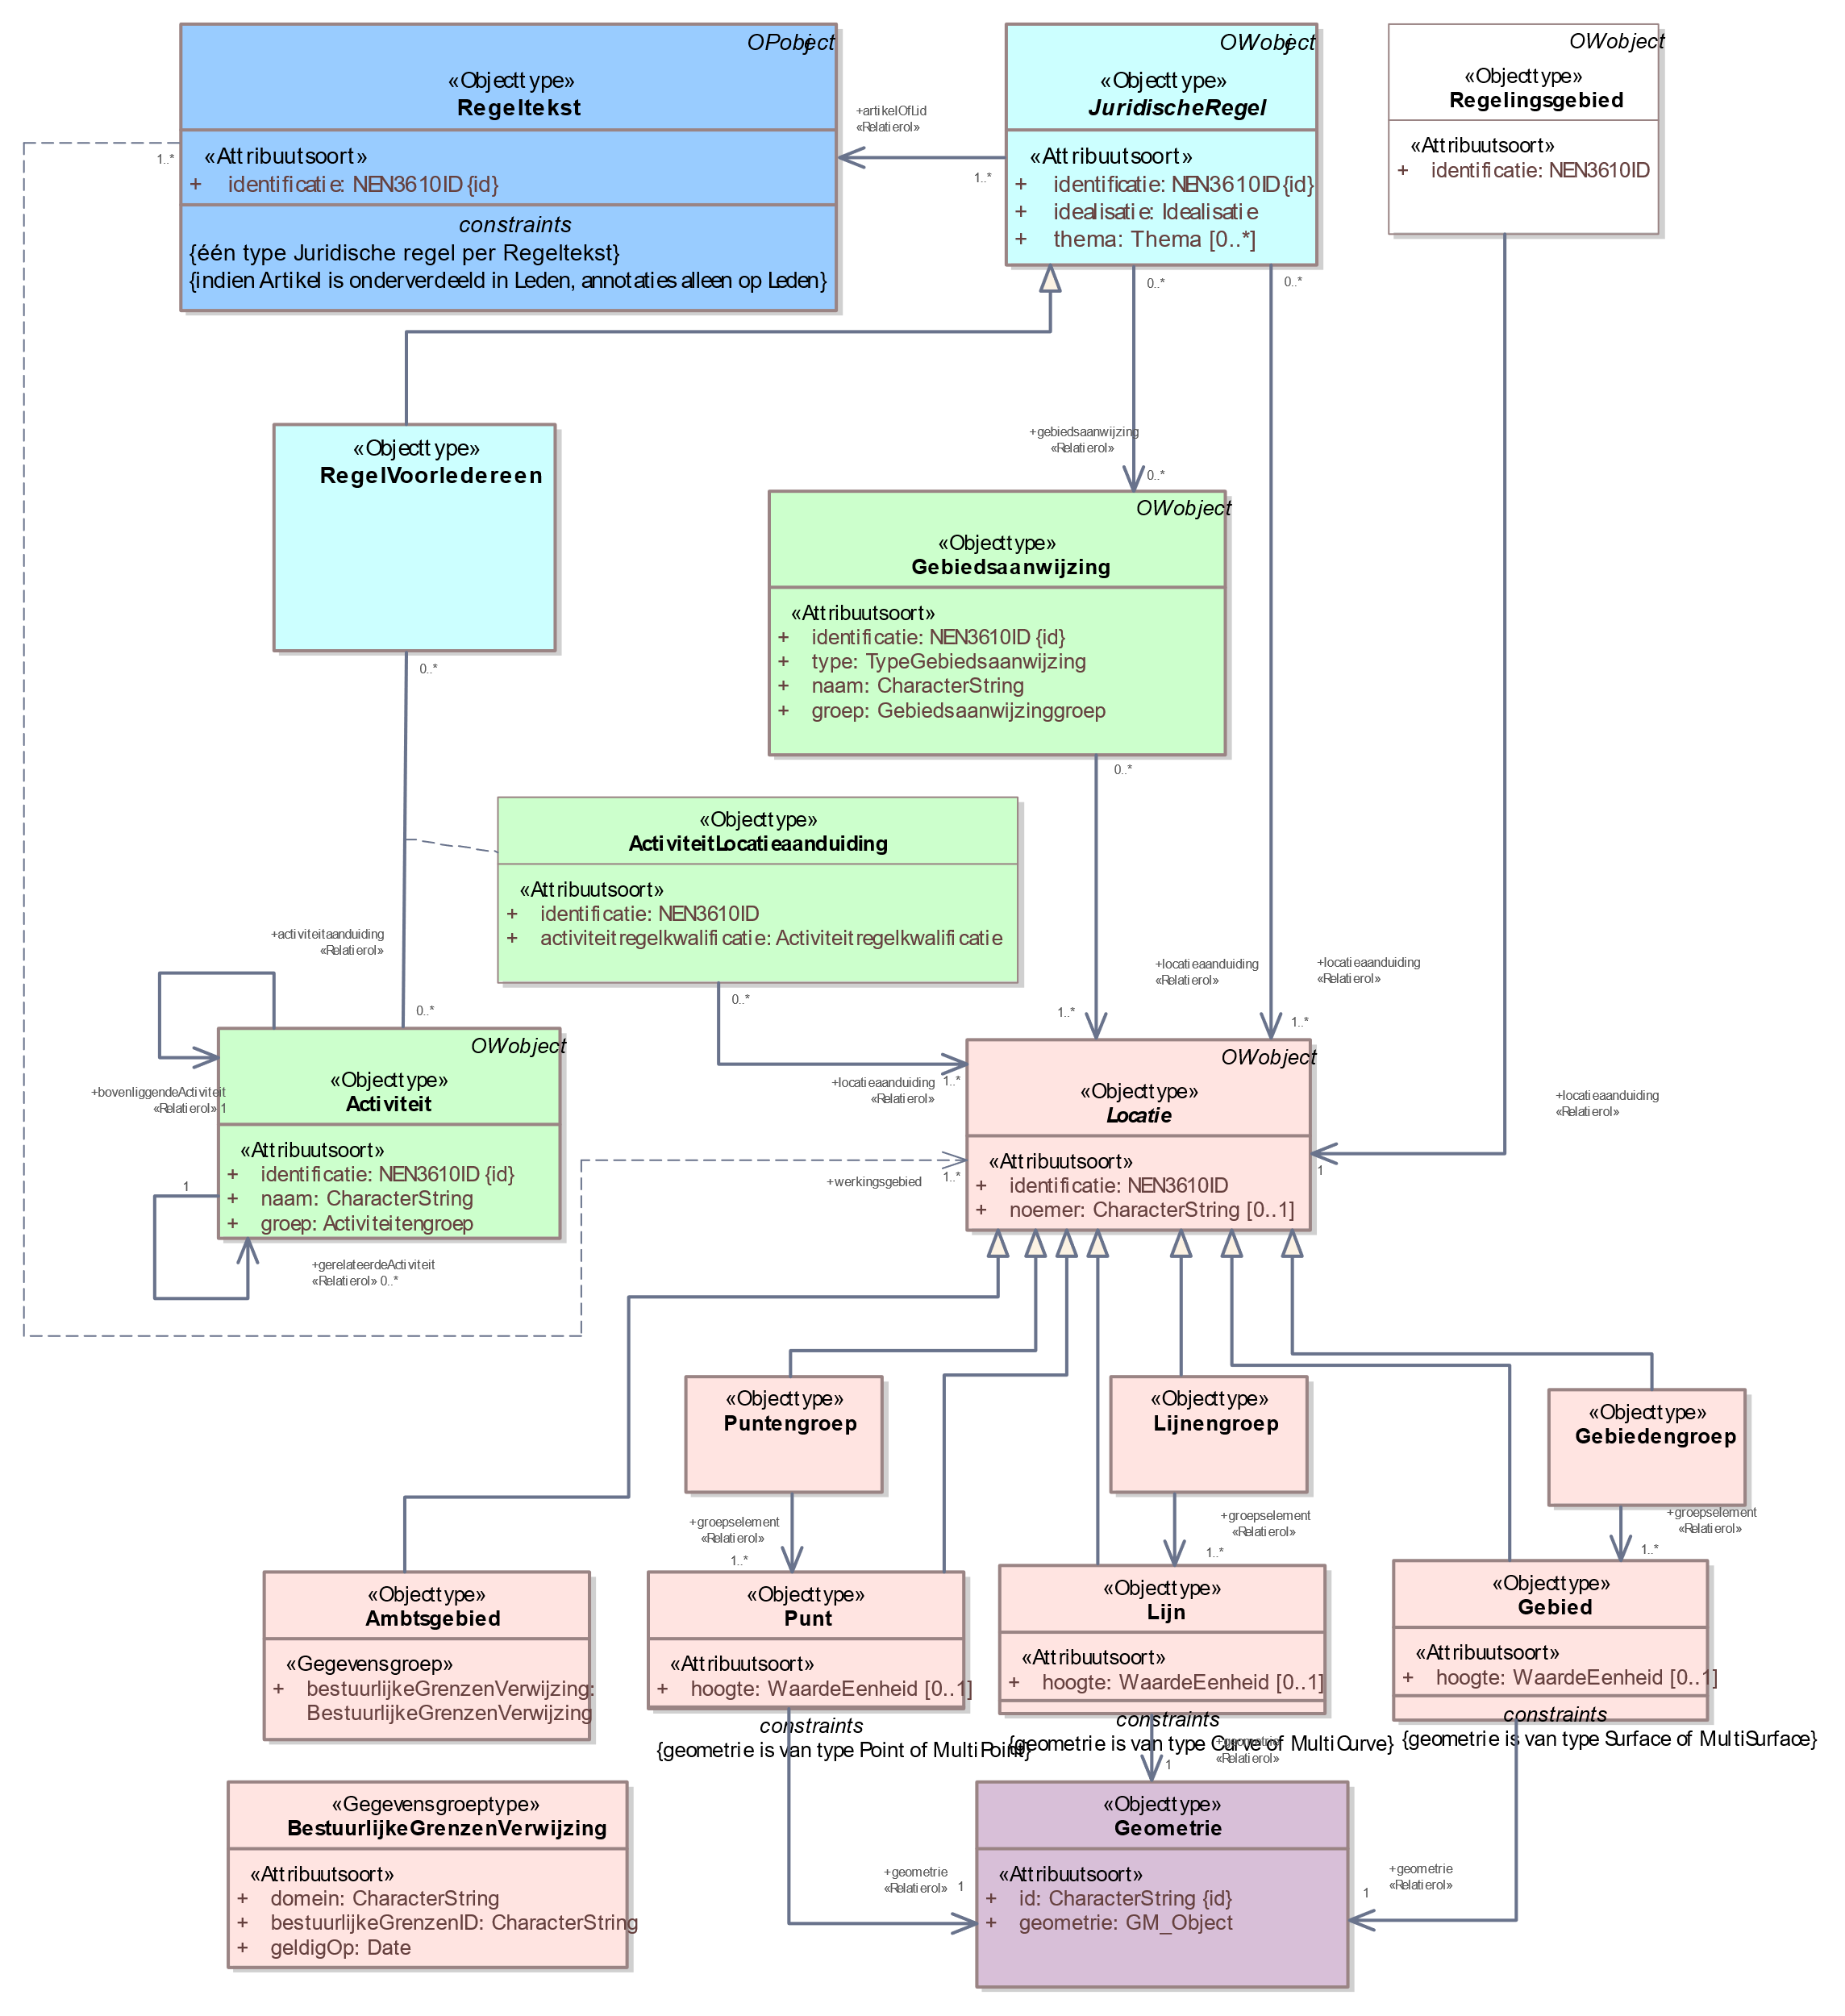 OPobject
«Objecttype»
Regeltekst
«Attribuutsoort»
+ identificatie: NEN3610ID {id}
constraints
{één type Juridische regel per Regeltekst}
{indien Artikel is onderverdeeld in Leden, annotaties alleen op Leden}
1..*
+artikelOfLid
«Relatierol»
1..*
OWobject
«Objecttype»
JuridischeRegel
«Attribuutsoort»
+ identificatie: NEN3610ID {id}
+ idealisatie: Idealisatie
+ thema: Thema [0..*]
0..*
0..*
OWobject
«Objecttype»
Regelingsgebied
«Attribuutsoort»
+ identificatie: NEN3610ID
«Objecttype»
RegelVoorIedereen
0..*
+gebiedsaanwijzing
«Relatierol»
0..*
OWobject
«Objecttype»
Gebiedsaanwijzing
«Attribuutsoort»
+ identificatie: NEN3610ID {id}
+ type: TypeGebiedsaanwijzing
+ naam: CharacterString
+ groep: Gebiedsaanwijzinggroep
0..*
«Objecttype»
ActiviteitLocatieaanduiding
«Attribuutsoort»
+ identificatie: NEN3610ID
+ activiteitregelkwalificatie: Activiteitregelkwalificatie
0..*
+activiteitaanduiding
«Relatierol»
0..*
+locatieaanduiding
«Relatierol»
1..*
+locatieaanduiding
«Relatierol»
1..*
+locatieaanduiding
«Relatierol»
1..*
+locatieaanduiding
«Relatierol»
1
+bovenliggendeActiviteit
«Relatierol» 1
OWobject
«Objecttype»
Activiteit
«Attribuutsoort»
+ identificatie: NEN3610ID {id}
+ naam: CharacterString
+ groep: Activiteitengroep
1
+gerelateerdeActiviteit
«Relatierol» 0..*
+werkingsgebied
1..*
OWobject
«Objecttype»
Locatie
«Attribuutsoort»
+ identificatie: NEN3610ID
+ noemer: CharacterString [0..1]
«Objecttype»
Puntengroep
«Objecttype»
Lijnengroep
«Objecttype»
Gebiedengroep
+groepselement
«Relatierol»
1..*
+groepselement
«Relatierol»
1..*
+groepselement
«Relatierol»
1..*
«Objecttype»
Ambtsgebied
«Gegevensgroep»
+ bestuurlijkeGrenzenVerwijzing:
BestuurlijkeGrenzenVerwijzing
«Objecttype»
Punt
«Attribuutsoort»
+ hoogte: WaardeEenheid [0..1]
constraints
{geometrie is van type Point of MultiPoint}
«Objecttype»
Lijn
«Attribuutsoort»
+ hoogte: WaardeEenheid [0..1]
constraints
{geometrie is van type Curve of MultiCurve}
«Objecttype»
Gebied
«Attribuutsoort»
+ hoogte: WaardeEenheid [0..1]
constraints
{geometrie is van type Surface of MultiSurface}
+geometrie
«Relatierol»
1
«Gegevensgroeptype»
BestuurlijkeGrenzenVerwijzing
«Attribuutsoort»
+ domein: CharacterString
+ bestuurlijkeGrenzenID: CharacterString
+ geldigOp: Date
+geometrie
«Relatierol» 1
«Objecttype»
Geometrie
«Attribuutsoort»
+ id: CharacterString {id}
+ geometrie: GM_Object
+geometrie
«Relatierol»
1